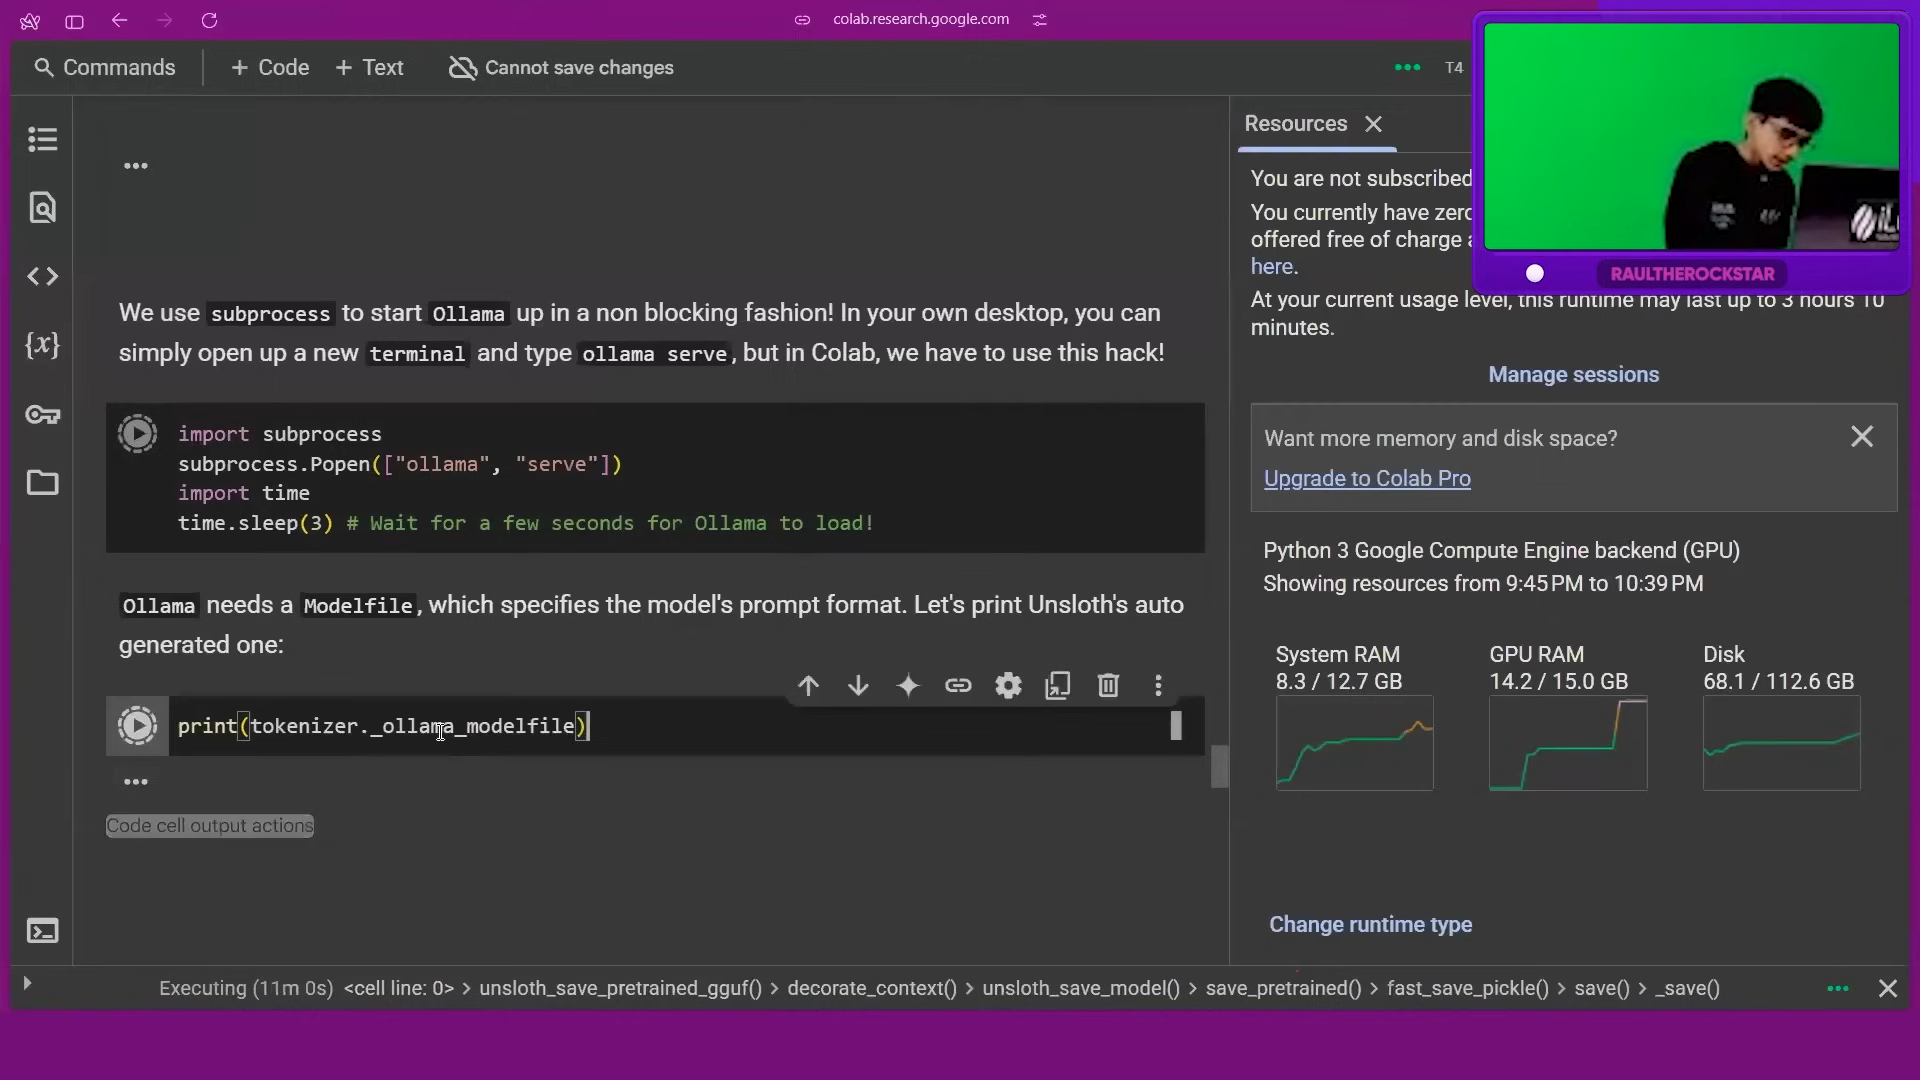 colab.research.google.com
Commands
+ Code
+ Text
Cannot save changes
T4
Resources
You are not subscribed
You currently have zero
offered free of charge
here.
At your current usage level, this runtime may last up to 3 hours 10
minutes.
RAULTHEROCKSTAR
Manage sessions
We use subprocess to start Ollama up in a non blocking fashion! In your own desktop, you can
simply open up a new terminal and type ollama serve, but in Colab, we have to use this hack!
import subprocess
subprocess.Popen(["ollama", "serve"])
import time
time.sleep(3) # Wait for a few seconds for Ollama to load!
Want more memory and disk space?
Upgrade to Colab Pro
Python 3 Google Compute Engine backend (GPU)
Showing resources from 9:45 PM to 10:39 PM
Ollama needs a Modelfile, which specifies the model's prompt format. Let's print Unsloth's auto
generated one:
System RAM
8.3 / 12.7 GB
GPU RAM
14.2 / 15.0 GB
Disk
68.1 / 112.6 GB
print(tokenizer._ollama_modelfile)
Code cell output actions
Change runtime type
Executing (11m 0s) <cell line: 0> > unsloth_save_pretrained_gguf() > decorate_context() > unsloth_save_model() > save_pretrained() > fast_save_pickle() > save() > _save()